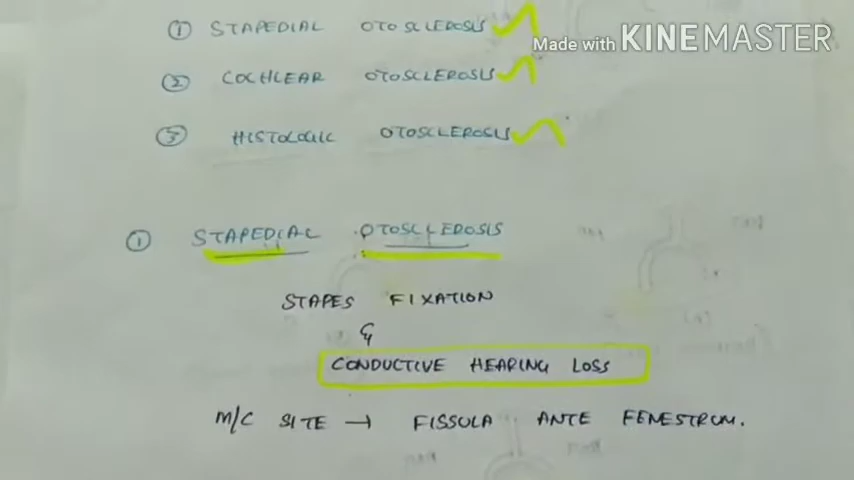 ① STAPEDIAL OTOSCLEROSIS
Made with KINEMASTER
② COCHLEAR OTOSCLEROSIS
③ HISTOLOGIC OTOSCLEROSIS
① STAPEDIAL OTOSCLEROSIS
STAPES FIXATION
&
CONDUCTIVE HEARING LOSS
M/C SITE → FISSULA ANTE FENESTRUM.